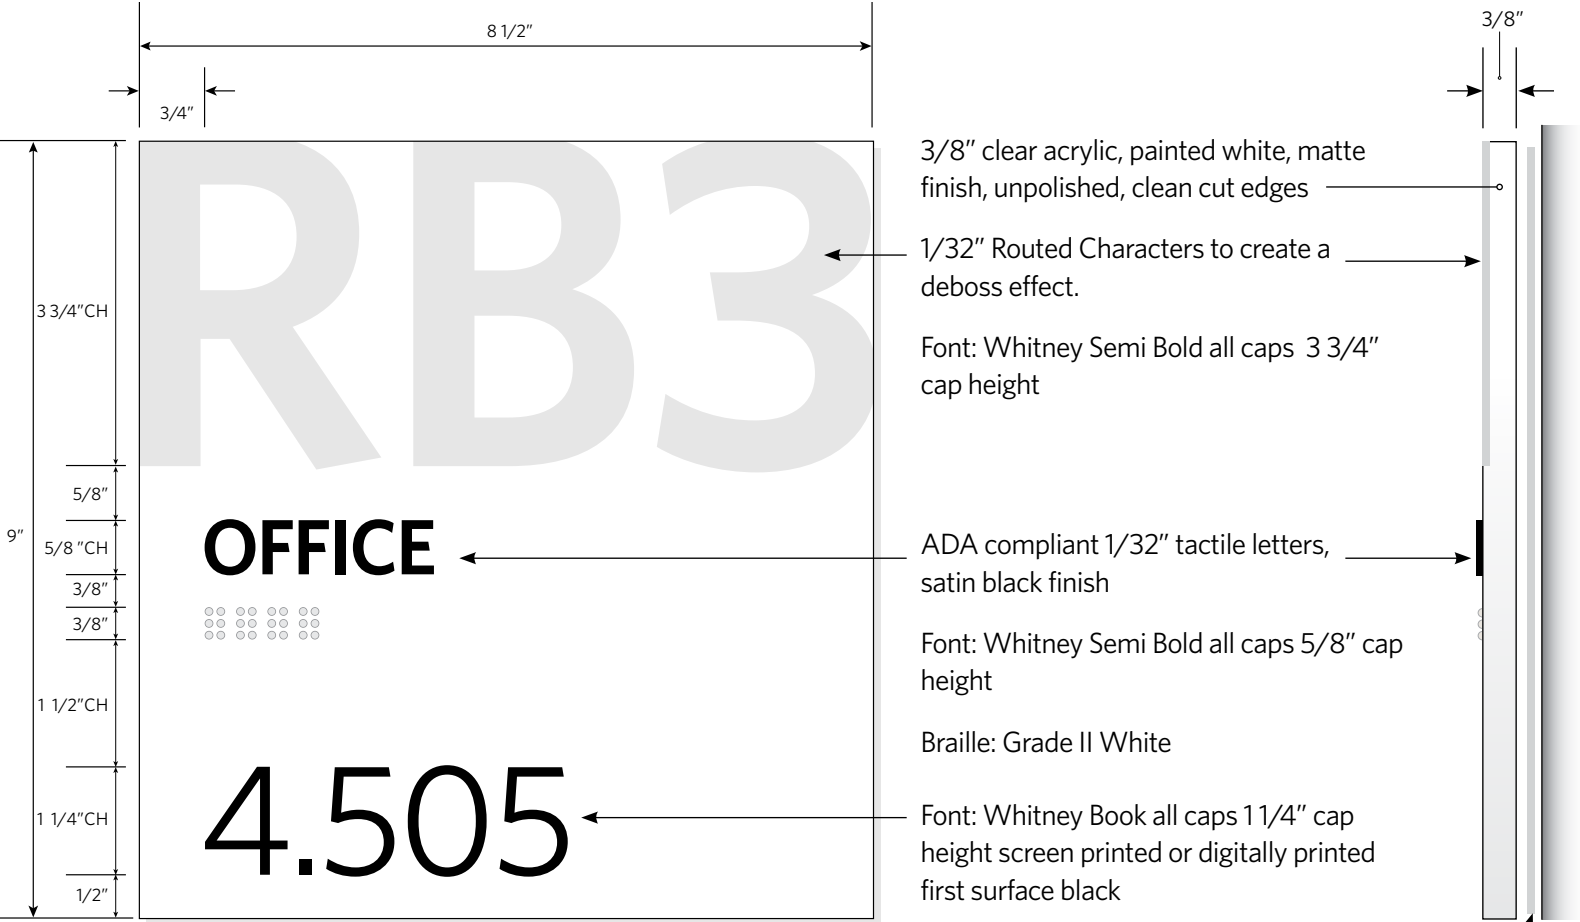 8 1/2”
3/8”
3/4”
3/8” clear acrylic, painted white, matte
finish, unpolished, clean cut edges
RB3
1/32” Routed Characters to create a
deboss effect.
3 3/4”CH
Font: Whitney Semi Bold all caps 3 3/4”
cap height
5/8”
9”
5/8 ”CH
OFFICE
ADA compliant 1/32” tactile letters,
satin black finish
3/8”
3/8”
Font: Whitney Semi Bold all caps 5/8” cap
height
1 1/2”CH
Braille: Grade II White
1 1/4”CH
4.505
Font: Whitney Book all caps 1 1/4” cap
height screen printed or digitally printed
first surface black
1/2”